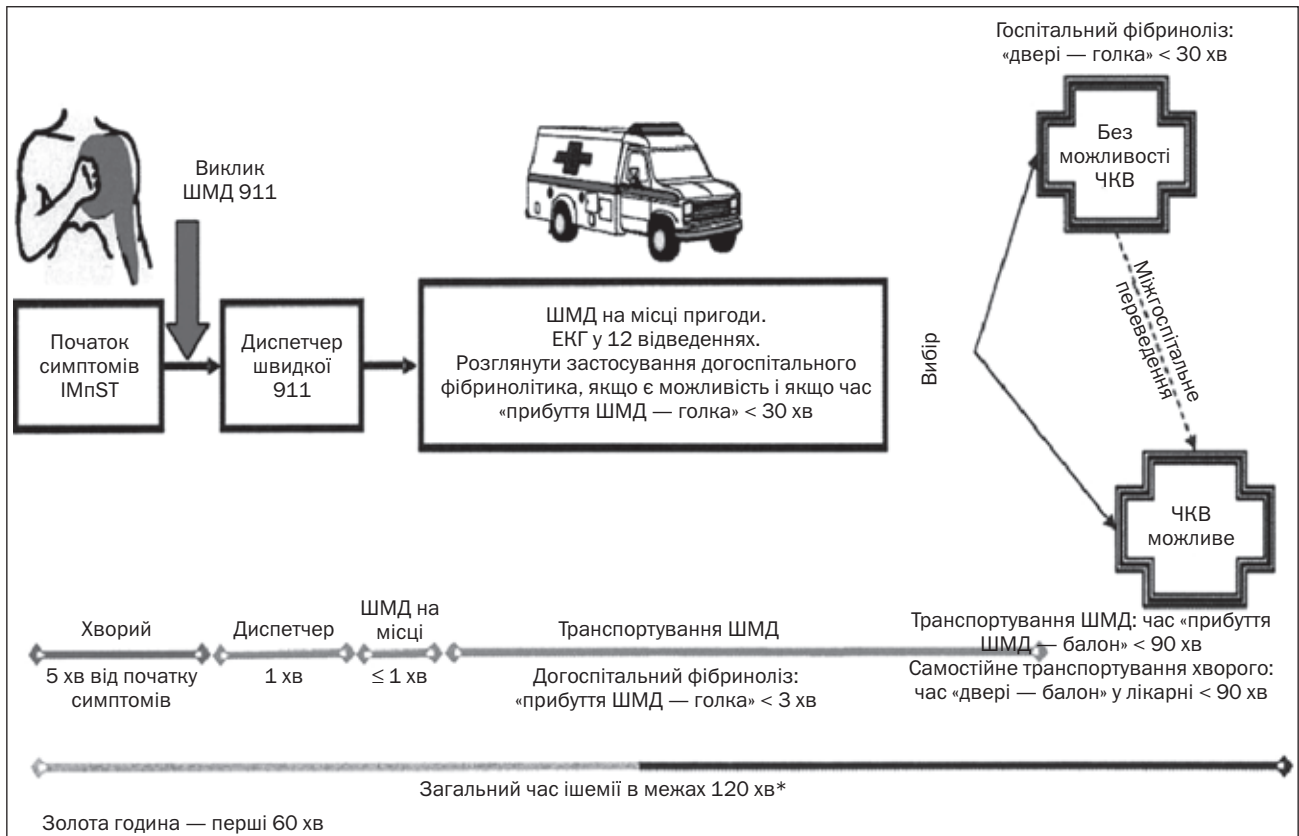 Госпітальний фібриноліз:
«двері — голка» < 30 хв
Без
можливості
ЧКВ
Виклик
ШМД 911
Початок
симптомів
ІМпST
Диспетчер
швидкої
911
ШМД на місці пригоди.
ЕКГ у 12 відведеннях.
Розглянути застосування догоспітального
фібринолітика, якщо є можливість і якщо час
«прибуття ШМД — голка» < 30 хв
Вибір
Міжгоспітальне
переведення
ЧКВ
можливе
Хворий
5 хв від початку
симптомів
Диспетчер
1 хв
ШМД на
місці
≤ 1 хв
Транспортування ШМД
Догоспітальний фібриноліз:
«прибуття ШМД — голка» < 3 хв
Транспортування ШМД: час «прибуття
ШМД — балон» < 90 хв
Самостійне транспортування хворого:
час «двері — балон» у лікарні < 90 хв
Загальний час ішемії в межах 120 хв*
Золота година — перші 60 хв